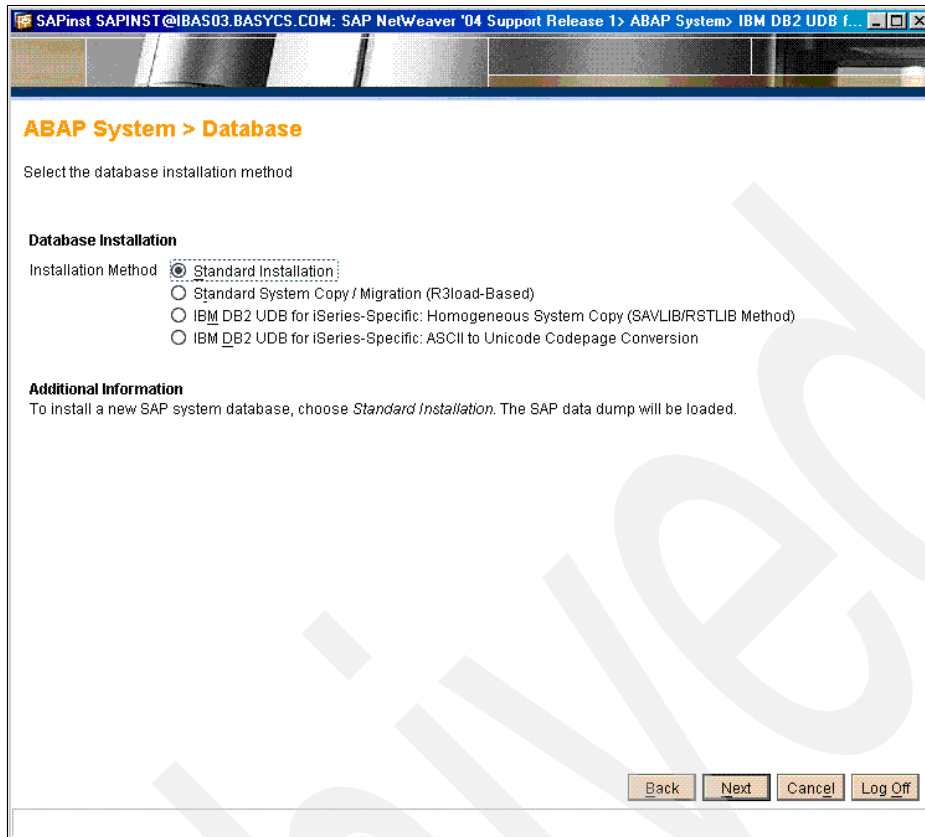 SAPinst SAPINST@IBAS03.BASYCS.COM: SAP NetWeaver '04 Support Release 1> ABAP System> IBM DB2 UDB f...
ABAP System > Database
Select the database installation method
Database Installation
Installation Method Standard Installation
Standard System Copy / Migration (R3load-Based)
IBM DB2 UDB for iSeries-Specific: Homogeneous System Copy (SAVLIB/RSTLIB Method)
IBM DB2 UDB for iSeries-Specific: ASCII to Unicode Codepage Conversion
Additional Information
To install a new SAP system database, choose Standard Installation. The SAP data dump will be loaded.
Back Next Cancel Log Off